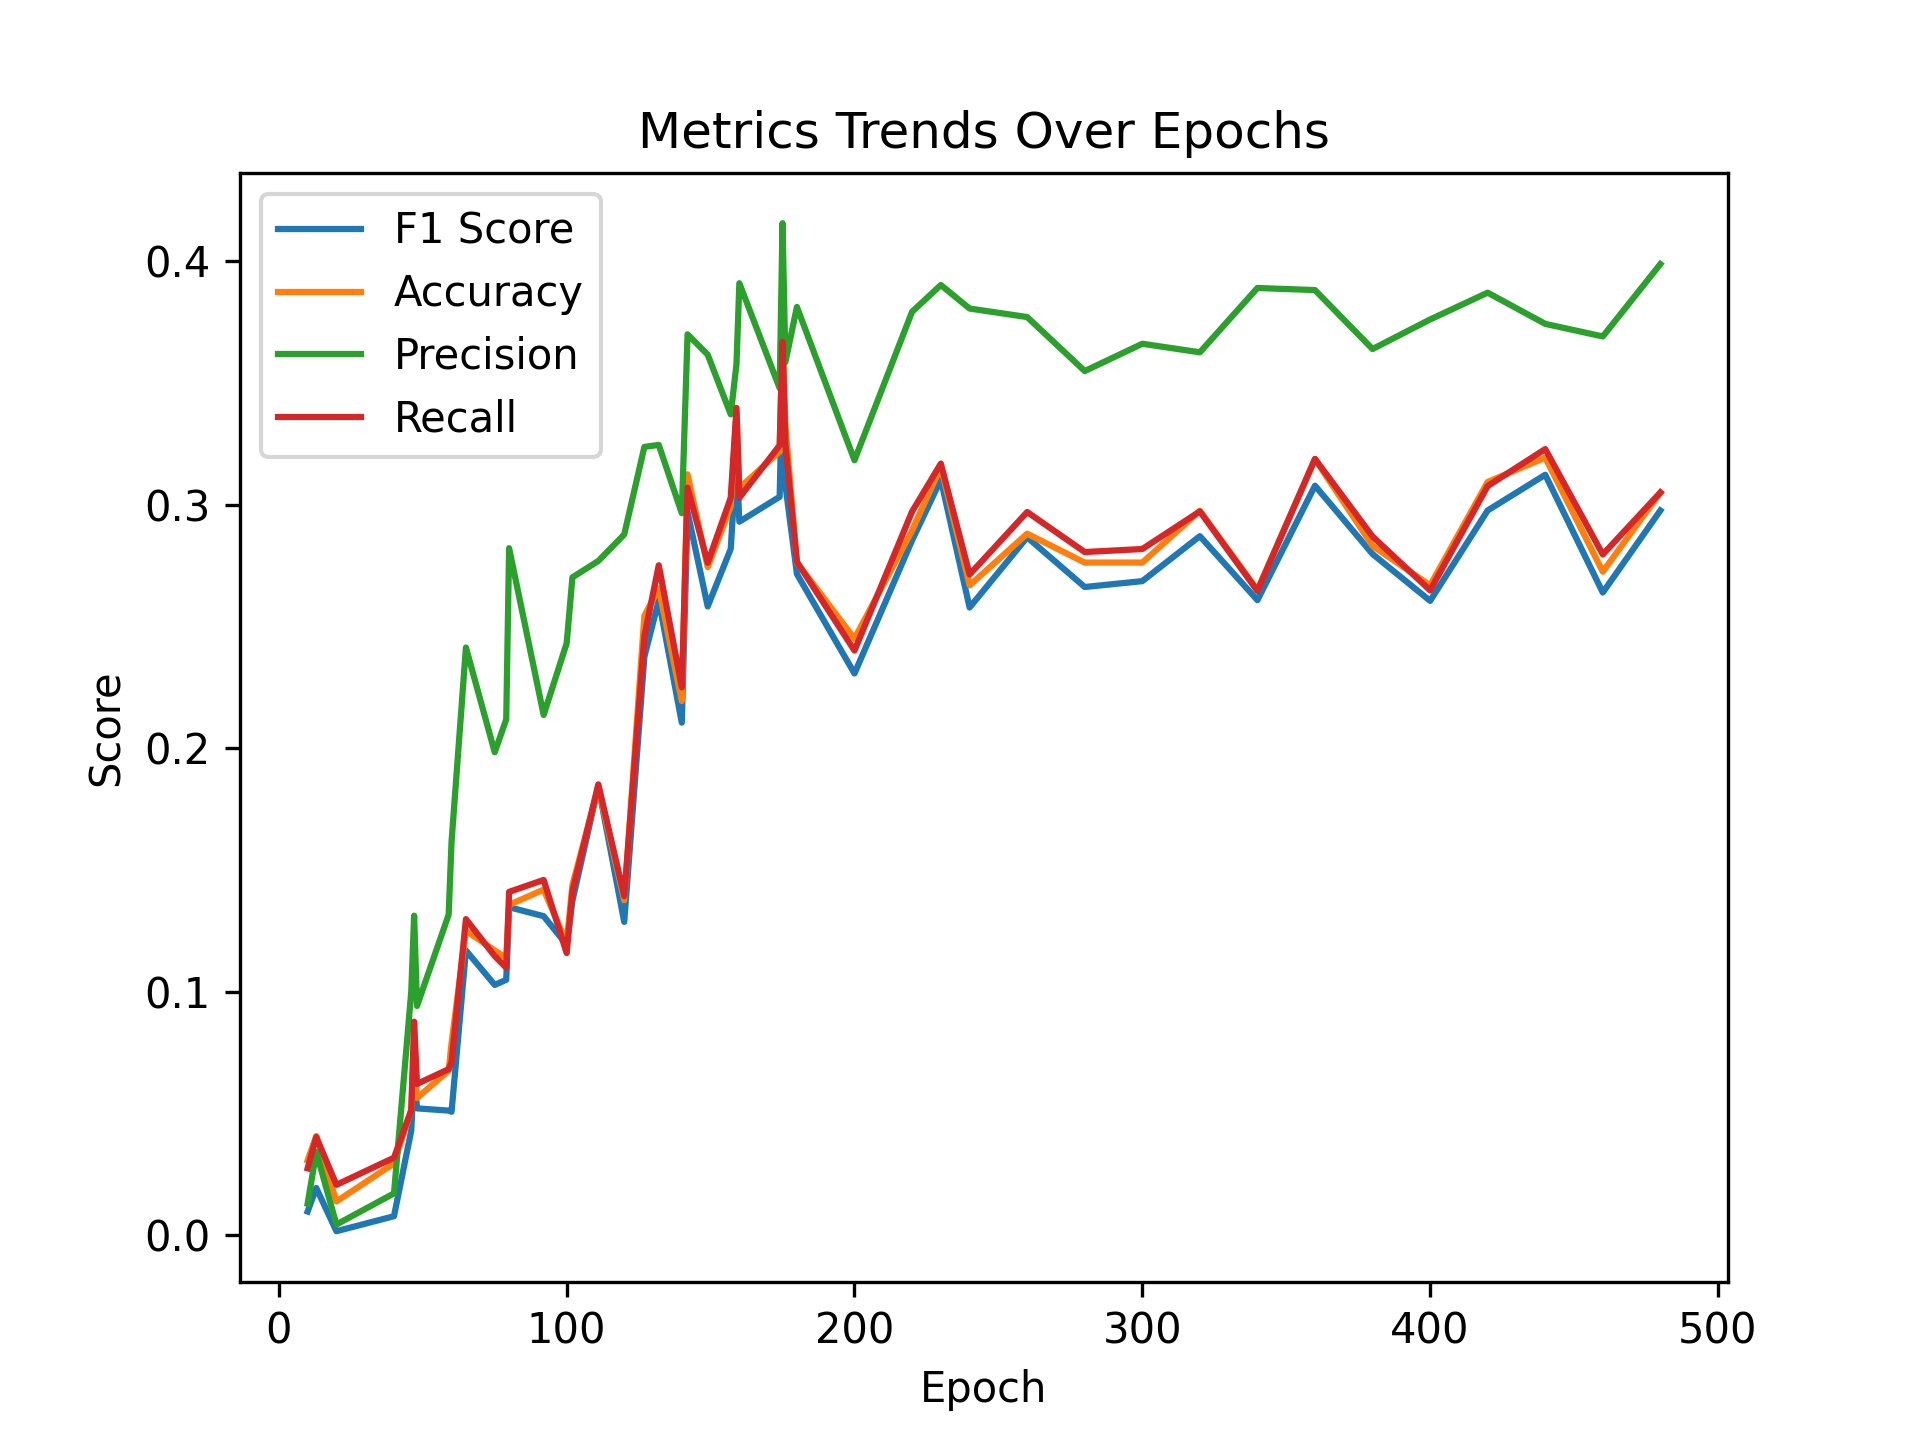 Metrics Trends Over Epochs
F1 Score
Accuracy
Precision
Recall
Score
0.4
0.3
0.2
0.1
0.0
0 100 200 300 400 500
Epoch